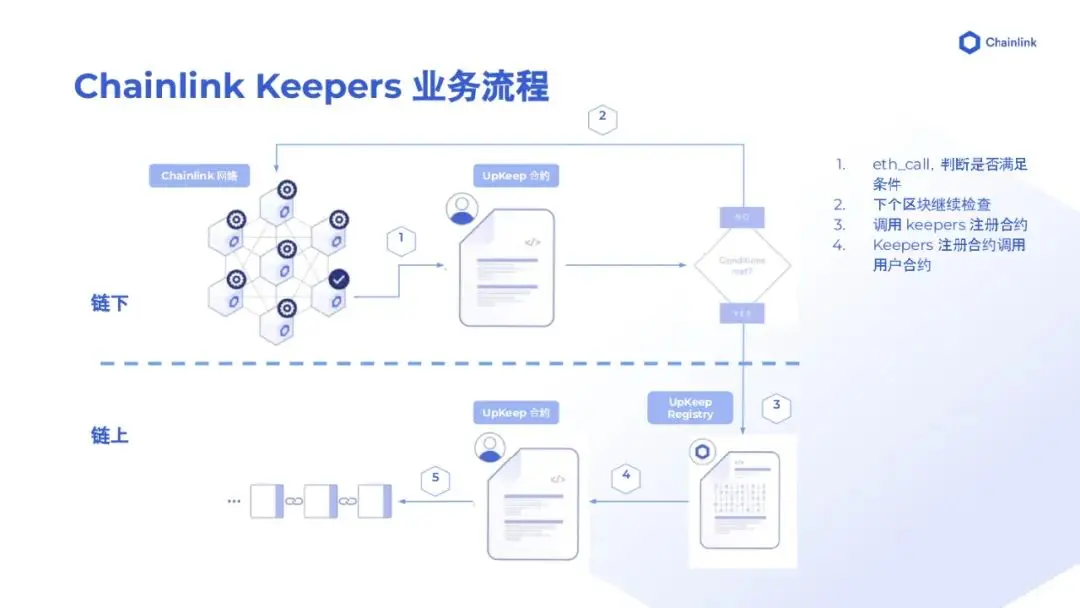 Chainlink
Chainlink Keepers 业务流程
2
Chainlink 网络
UpKeep 合约
1
</>
NO
Conditions
met?
YES
链下
1. eth_call, 判断是否满足
条件
2. 下个区块继续检查
3. 调用 keepers 注册合约
4. Keepers 注册合约调用
用户合约
链上
UpKeep 合约
UpKeep
Registry
3
5
4
</>
</>
...